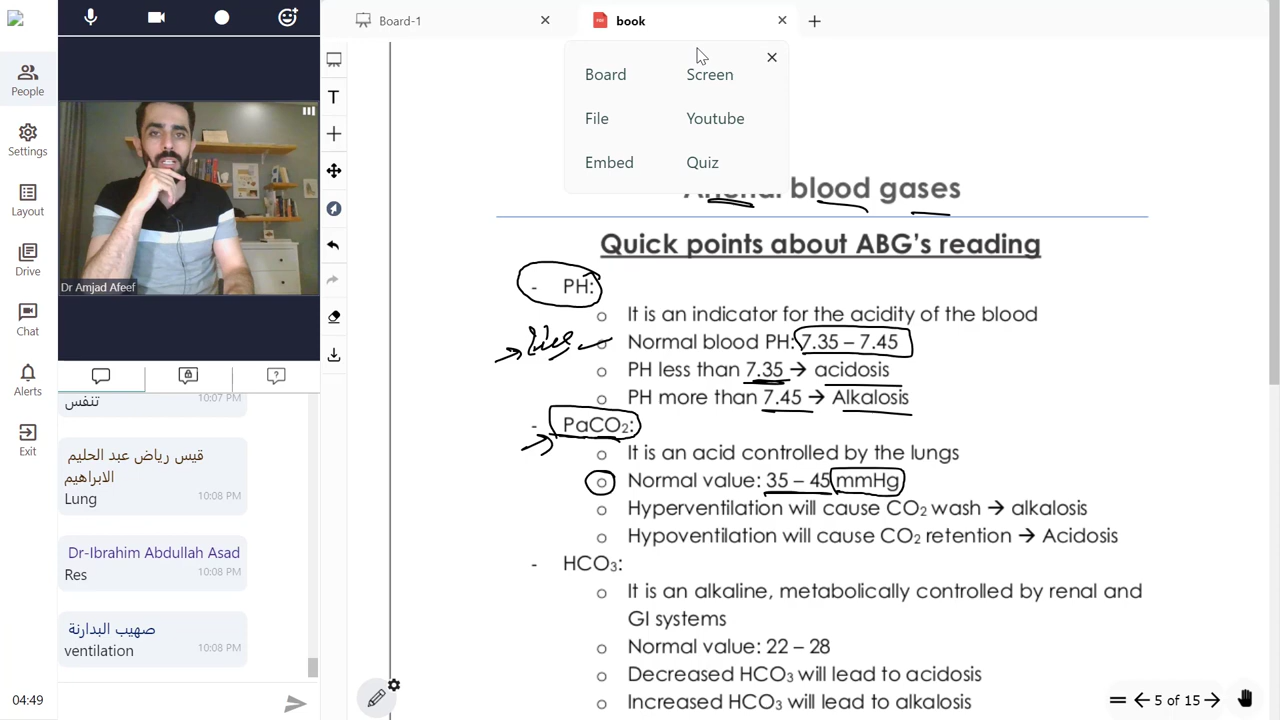 People
Settings
Layout
Drive
Chat
Alerts
Exit
04:49
Dr Amjad Afeef
تنفس
10:07 PM
قيس رياض عبد الحليم
الابراهيم
Lung
10:08 PM
Dr-Ibrahim Abdullah Asad
Res
10:08 PM
صهيب البدارنة
ventilation
10:08 PM
Board-1
book
T
Board
Screen
File
Youtube
Embed
Quiz
Arterial blood gases
Quick points about ABG's reading
- PH:
o It is an indicator for the acidity of the blood
o Normal blood PH: 7.35 – 7.45
o PH less than 7.35 → acidosis
o PH more than 7.45 → Alkalosis
- PaCO₂:
o It is an acid controlled by the lungs
o Normal value: 35 – 45 mmHg
o Hyperventilation will cause CO₂ wash → alkalosis
o Hypoventilation will cause CO₂ retention → Acidosis
- HCO₃:
o It is an alkaline, metabolically controlled by renal and
GI systems
o Normal value: 22 – 28
o Decreased HCO₃ will lead to acidosis
o Increased HCO₃ will lead to alkalosis
5 of 15